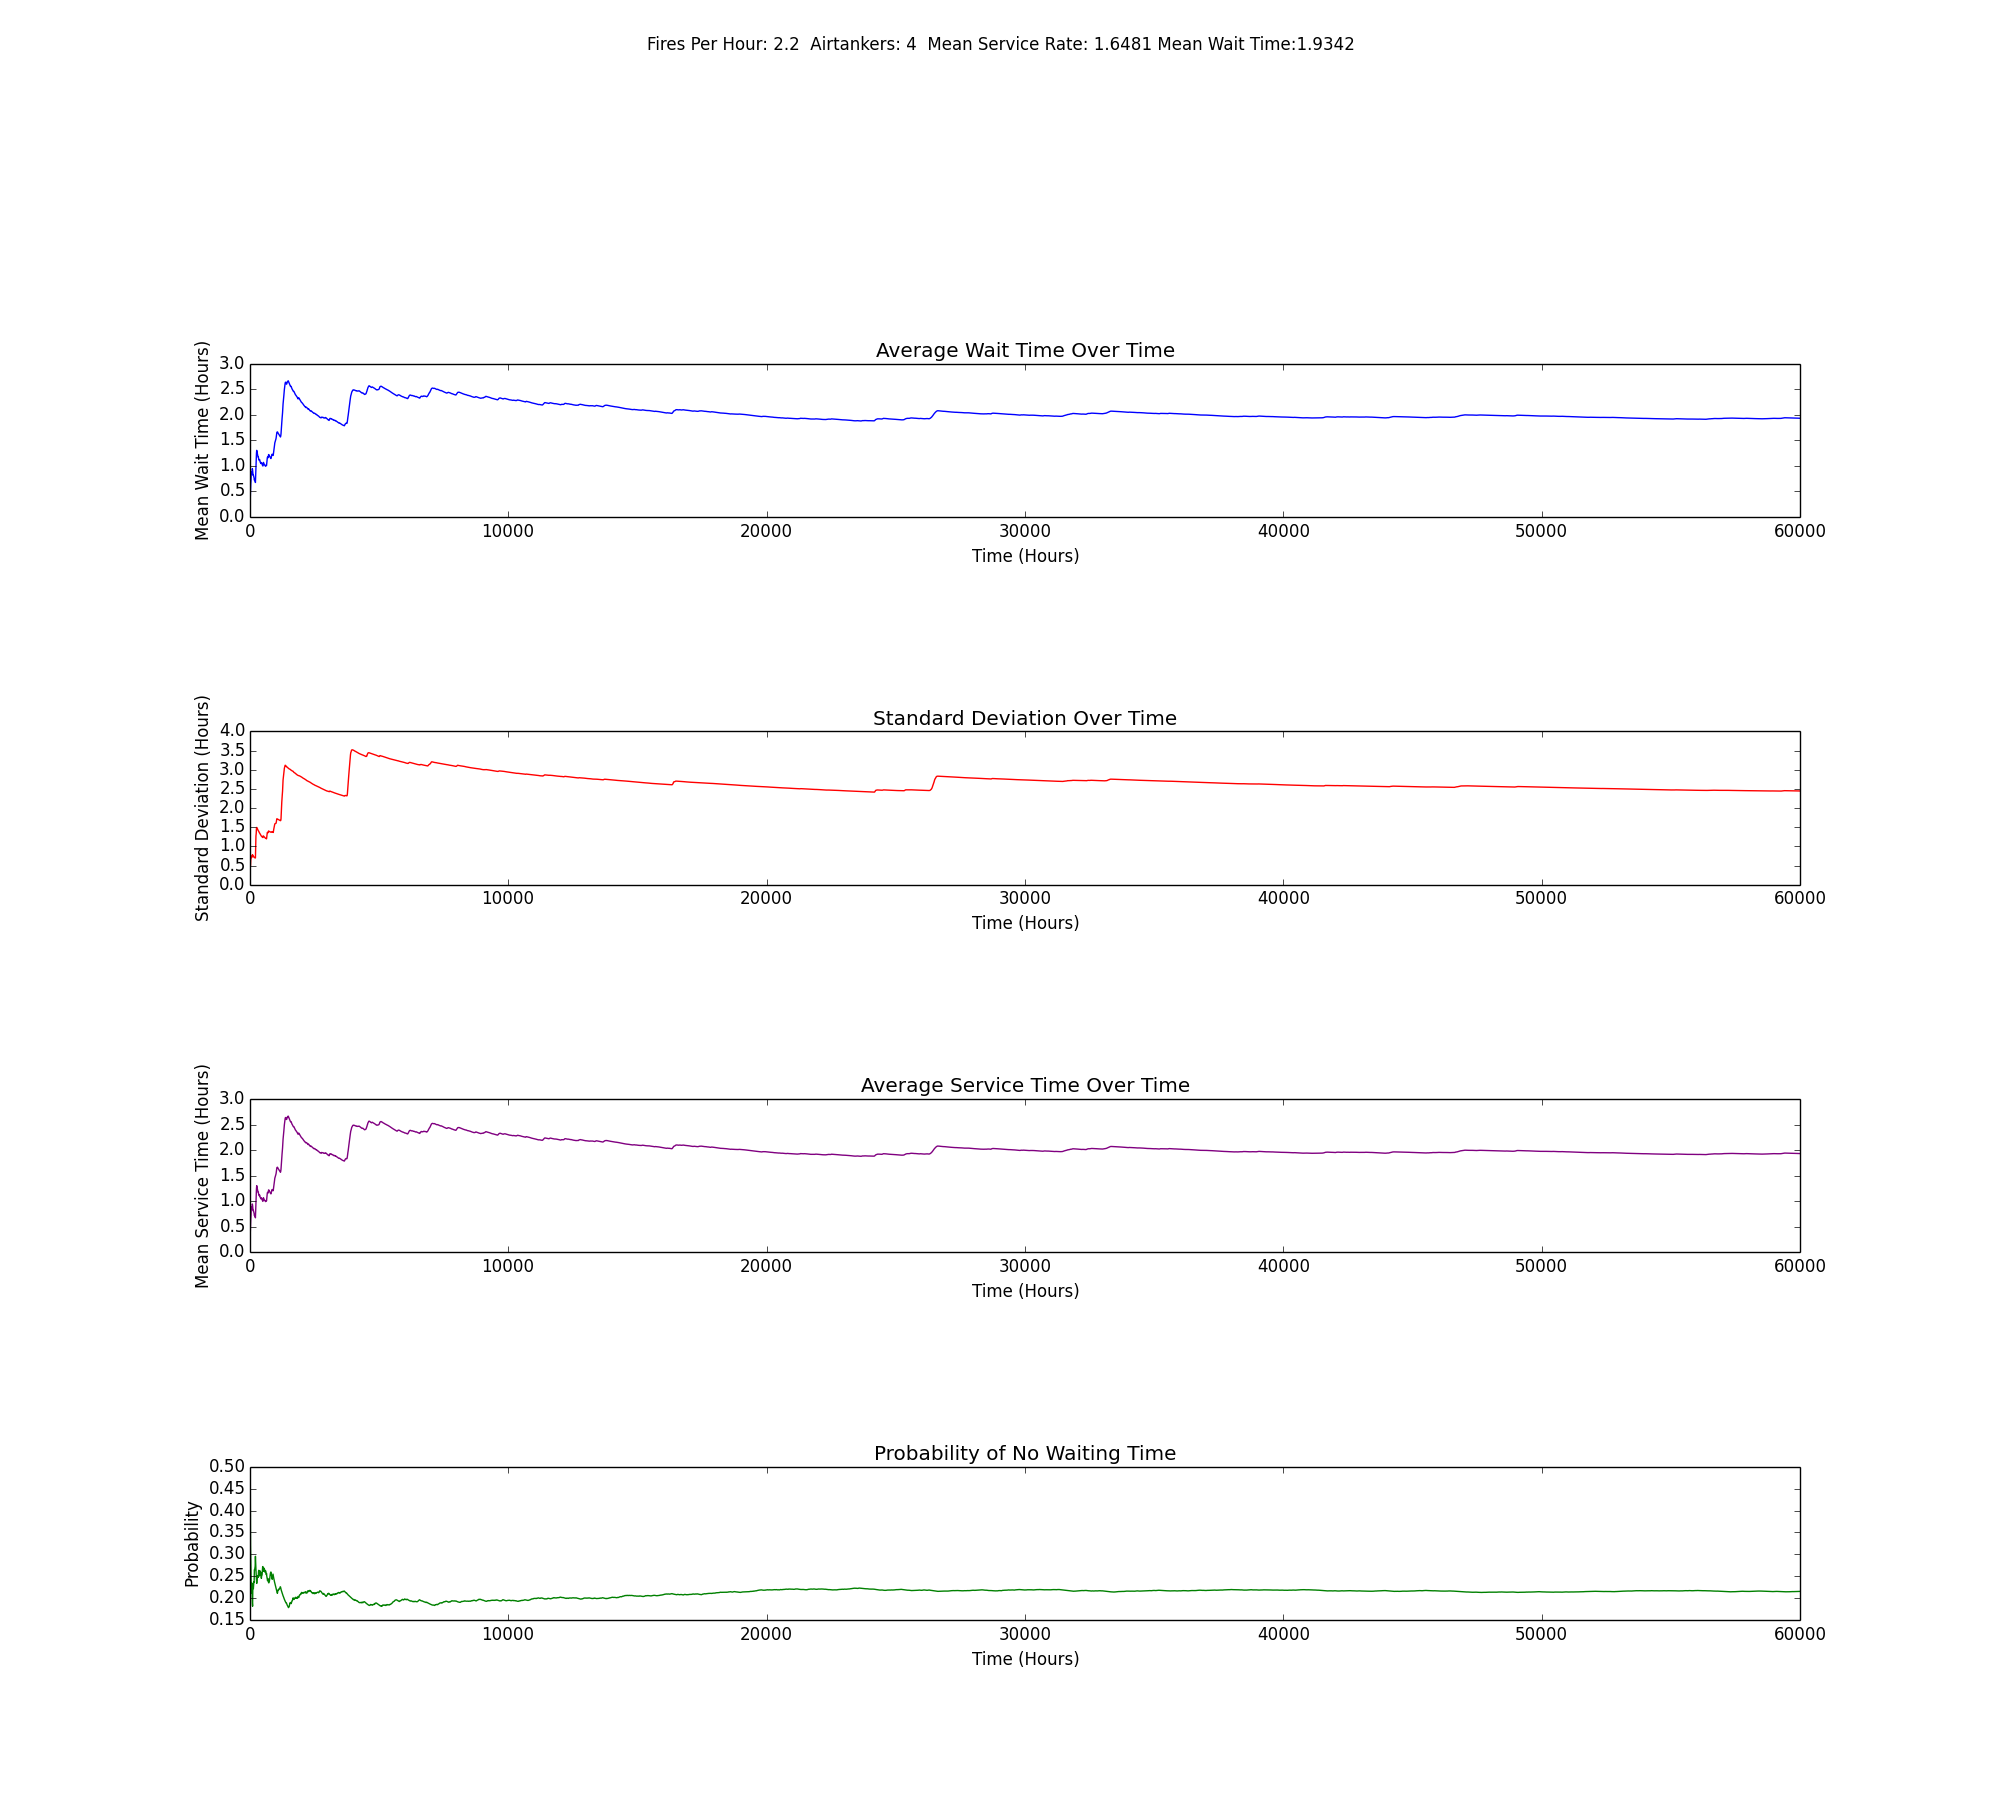 Fires Per Hour: 2.2  Airtankers: 4  Mean Service Rate: 1.6481 Mean Wait Time:1.9342
Average Wait Time Over Time
Mean Wait Time (Hours)
3.0
2.5
2.0
1.5
1.0
0.5
0.0
0 10000 20000 30000 40000 50000 60000
Time (Hours)
Standard Deviation Over Time
Standard Deviation (Hours)
4.0
3.5
3.0
2.5
2.0
1.5
1.0
0.5
0.0
0 10000 20000 30000 40000 50000 60000
Time (Hours)
Average Service Time Over Time
Mean Service Time (Hours)
3.0
2.5
2.0
1.5
1.0
0.5
0.0
0 10000 20000 30000 40000 50000 60000
Time (Hours)
Probability of No Waiting Time
Probability
0.50
0.45
0.40
0.35
0.30
0.25
0.20
0.15
0 10000 20000 30000 40000 50000 60000
Time (Hours)